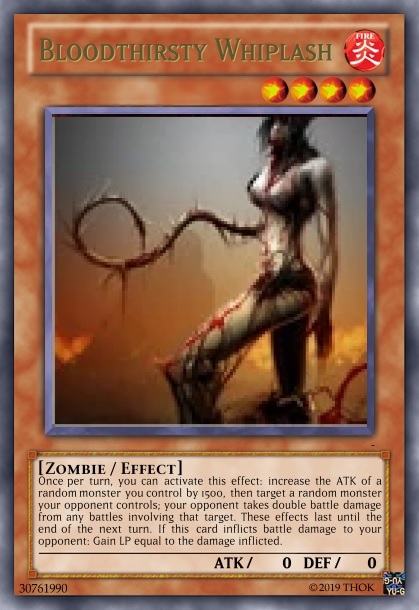 BLOODTHIRSTY WHIPLASH
FIRE
炎
[ZOMBIE / EFFECT]
Once per turn, you can activate this effect: increase the ATK of a
random monster you control by 1500, then target a random monster
your opponent controls; your opponent takes double battle damage
from any battles involving that target. These effects last until the
end of the next turn. If this card inflicts battle damage to your
opponent: Gain LP equal to the damage inflicted.
ATK / 0 DEF / 0
30761990
©2019 THOK
YU-G